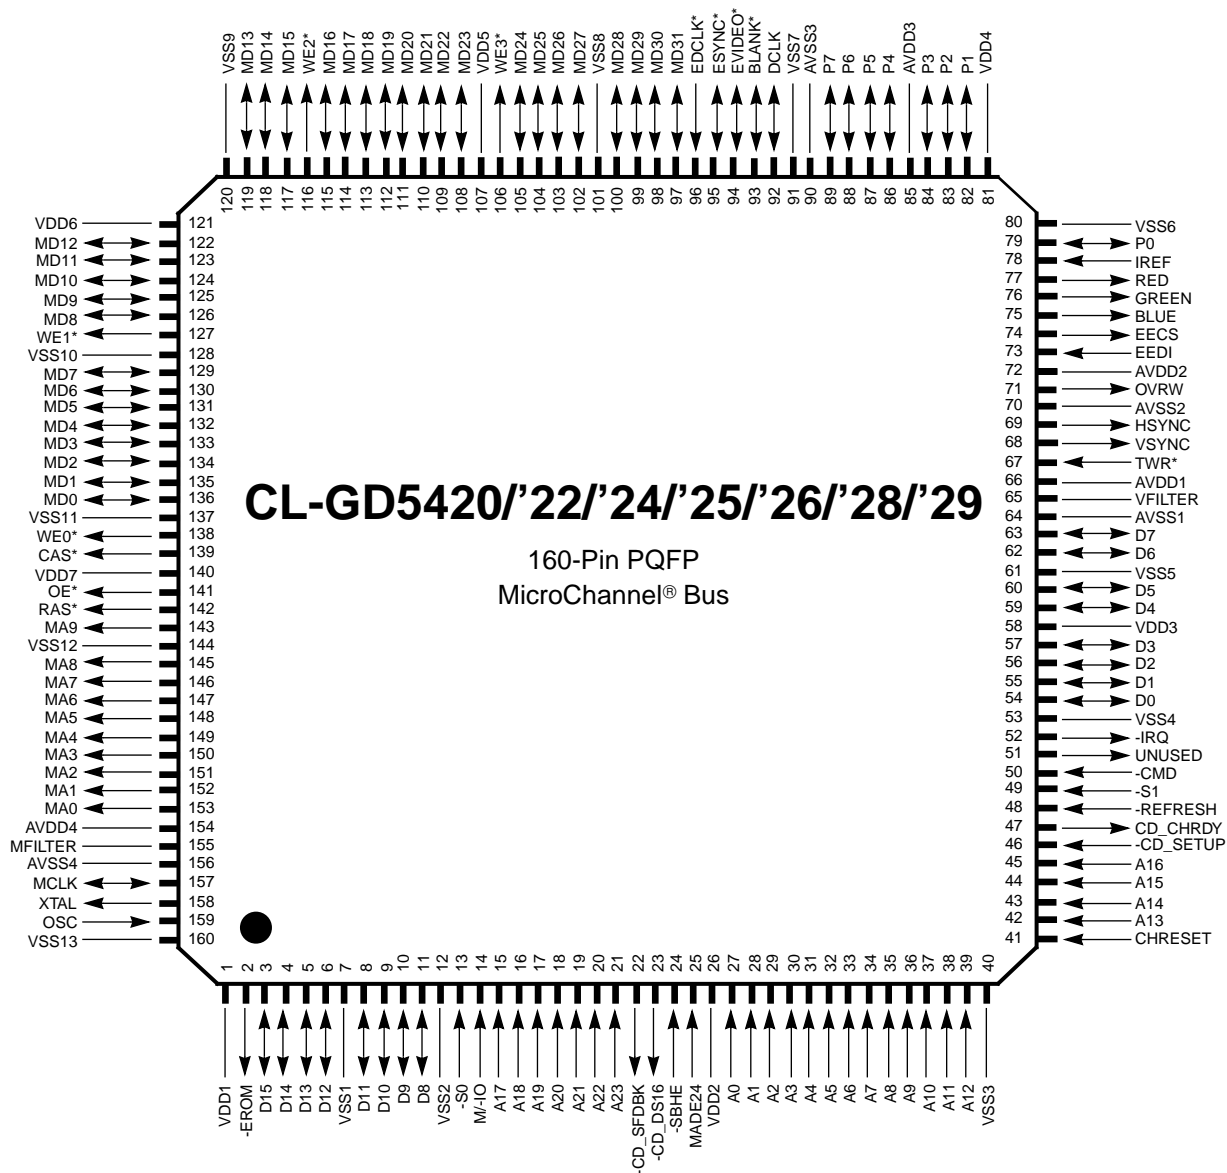 VSS9 MD13 MD14 MD15 WE2* MD16 MD17 MD18 MD19 MD20 MD21 MD22 MD23 VDD5 WE3* MD24 MD25 MD26 MD27 VSS8 MD28 MD29 MD30 MD31 EDCLK* ESYNC* EVIDEO* BLANK* DCLK VSS7 AVSS3 P7 P6 P5 P4 AVDD3 P3 P2 P1 VDD4
120 119 118 117 116 115 114 113 112 111 110 109 108 107 106 105 104 103 102 101 100 99 98 97 96 95 94 93 92 91 90 89 88 87 86 85 84 83 82 81
VDD6 121
MD12 122
MD11 123
MD10 124
MD9 125
MD8 126
WE1* 127
VSS10 128
MD7 129
MD6 130
MD5 131
MD4 132
MD3 133
MD2 134
MD1 135
MD0 136
VSS11 137
WE0* 138
CAS* 139
VDD7 140
OE* 141
RAS* 142
MA9 143
VSS12 144
MA8 145
MA7 146
MA6 147
MA5 148
MA4 149
MA3 150
MA2 151
MA1 152
MA0 153
AVDD4 154
MFILTER 155
AVSS4 156
MCLK 157
XTAL 158
OSC 159
VSS13 160
CL-GD5420/’22/’24/’25/’26/’28/’29
160-Pin PQFP
MicroChannel® Bus
80 VSS6
79 P0
78 IREF
77 RED
76 GREEN
75 BLUE
74 EECS
73 EEDI
72 AVDD2
71 OVRW
70 AVSS2
69 HSYNC
68 VSYNC
67 TWR*
66 AVDD1
65 VFILTER
64 AVSS1
63 D7
62 D6
61 VSS5
60 D5
59 D4
58 VDD3
57 D3
56 D2
55 D1
54 D0
53 VSS4
52 -IRQ
51 UNUSED
50 -CMD
49 -S1
48 -REFRESH
47 CD_CHRDY
46 -CD_SETUP
45 A16
44 A15
43 A14
42 A13
41 CHRESET
1 2 3 4 5 6 7 8 9 10 11 12 13 14 15 16 17 18 19 20 21 22 23 24 25 26 27 28 29 30 31 32 33 34 35 36 37 38 39 40
VDD1 -EROM D15 D14 D13 D12 VSS1 D11 D10 D9 D8 VSS2 -S0 M/-IO A17 A18 A19 A20 A21 A22 A23 -CD_SFDBK -CD_DS16 -SBHE MADE24 VDD2 A0 A1 A2 A3 A4 A5 A6 A7 A8 A9 A10 A11 A12 VSS3